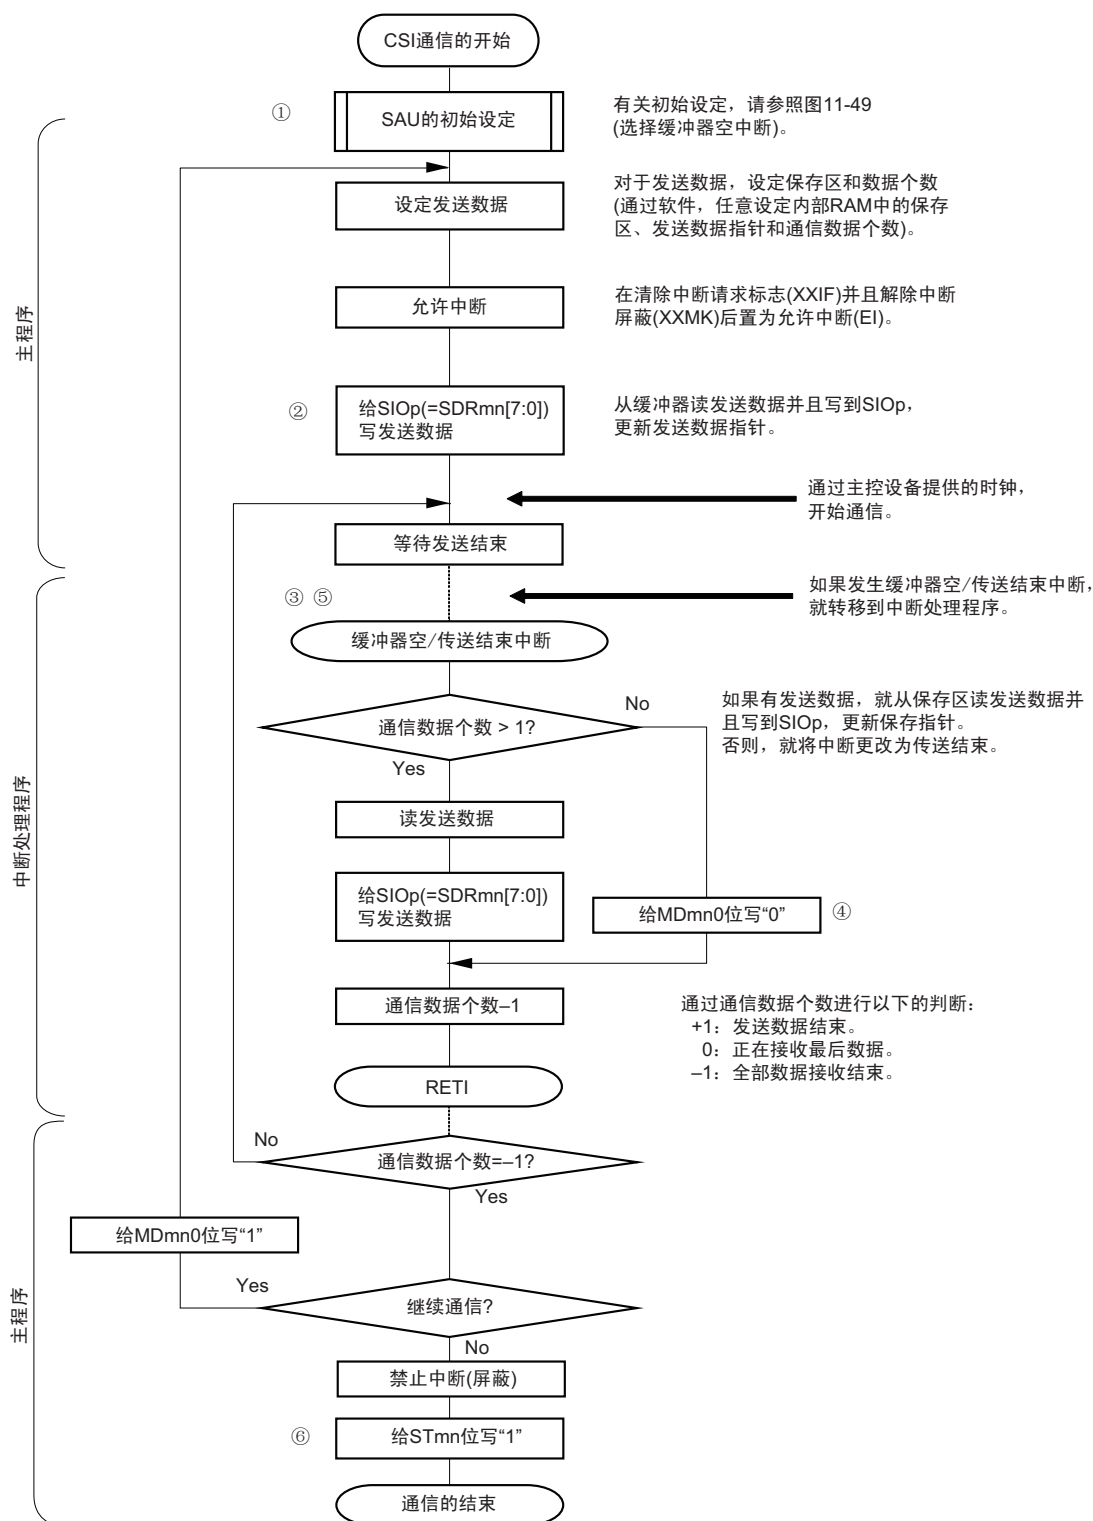 CSI通信的开始
①
SAU的初始设定
有关初始设定，请参照图11-49
(选择缓冲器空中断)。
设定发送数据
对于发送数据，设定保存区和数据个数
(通过软件，任意设定内部RAM中的保存
区、发送数据指针和通信数据个数)。
主程序
允许中断
在清除中断请求标志(XXIF)并且解除中断
屏蔽(XXMK)后置为允许中断(EI)。
②
给SIOp(=SDRmn[7:0])
写发送数据
从缓冲器读发送数据并且写到SIOp，
更新发送数据指针。
通过主控设备提供的时钟，
开始通信。
等待发送结束
③ ⑤
如果发生缓冲器空/传送结束中断，
就转移到中断处理程序。
缓冲器空/传送结束中断
通信数据个数 > 1?
No
Yes
如果有发送数据，就从保存区读发送数据并
且写到SIOp，更新保存指针。
否则，就将中断更改为传送结束。
中断处理程序
读发送数据
给SIOp(=SDRmn[7:0])
写发送数据
给MDmn0位写“0”
④
通信数据个数–1
通过通信数据个数进行以下的判断：
+1：发送数据结束。
0：正在接收最后数据。
–1：全部数据接收结束。
RETI
No
通信数据个数=–1?
Yes
给MDmn0位写“1”
Yes
继续通信?
No
主程序
禁止中断(屏蔽)
⑥
给STmn位写“1”
通信的结束